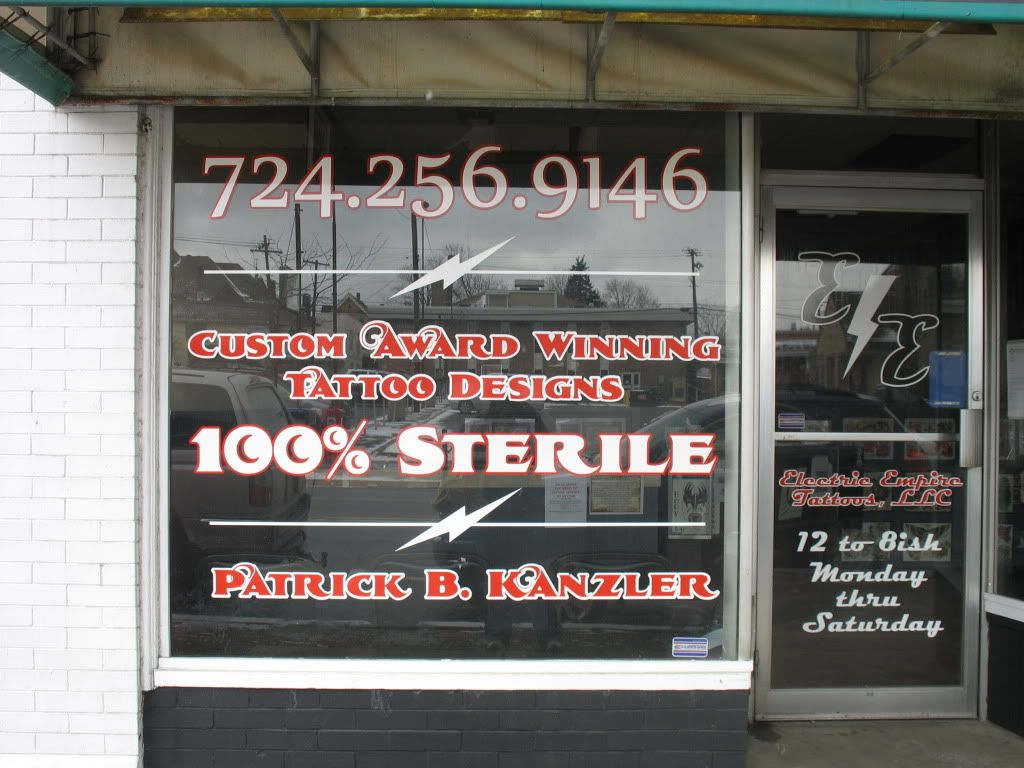 724.256.9146
Custom Award Winning
Tattoo Designs
100% Sterile
Patrick B. Kanzler
E E
Electric Empire
Tattoos, LLC
12 to 8ish
Monday
thru
Saturday